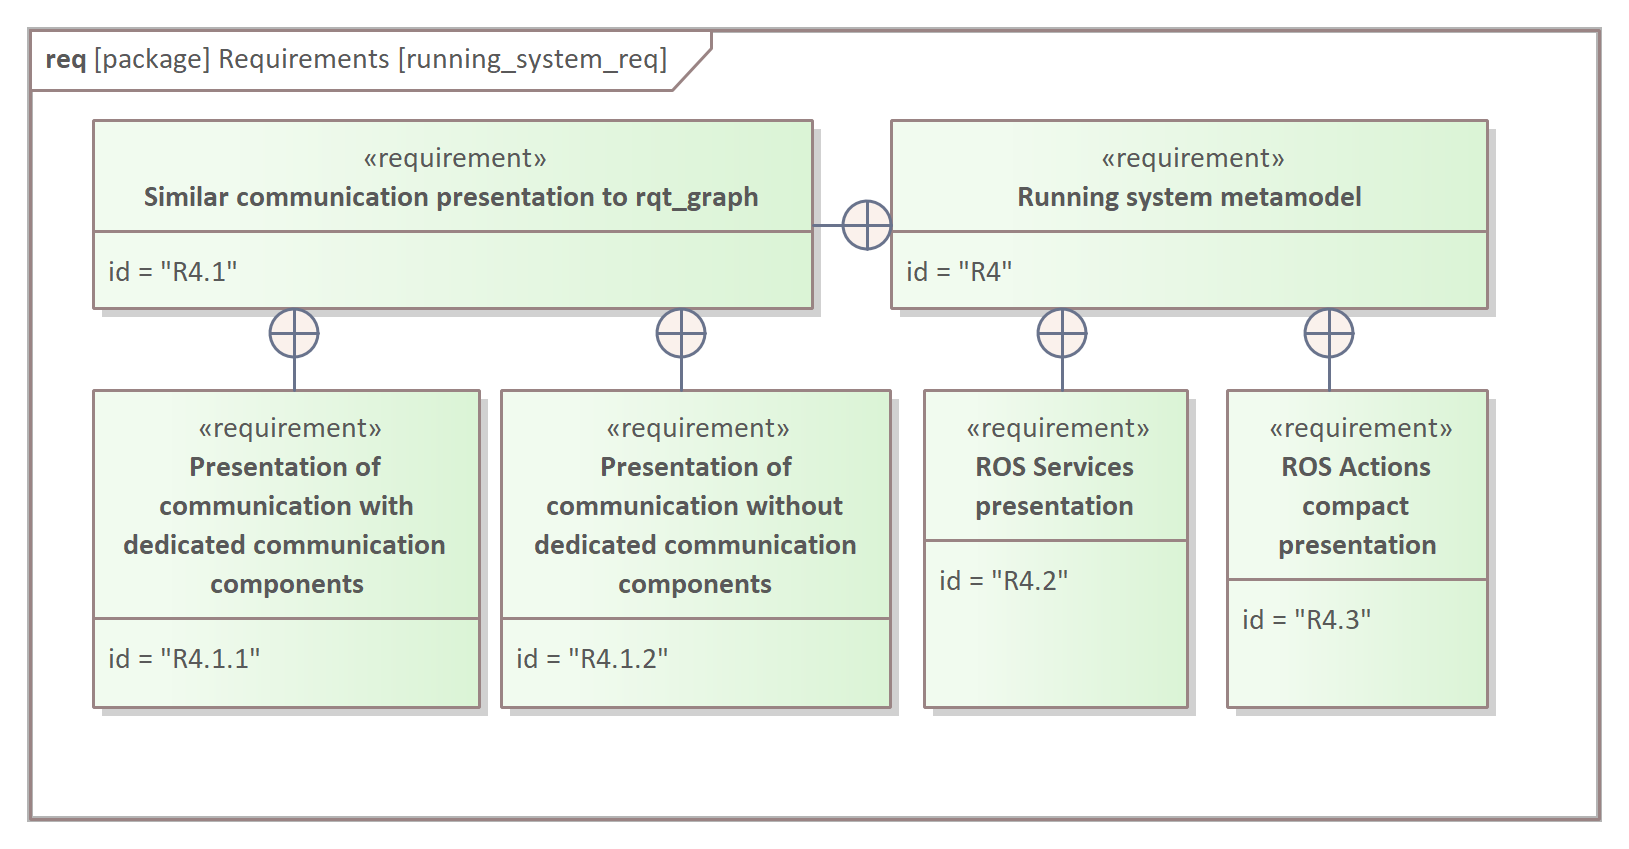 req [package] Requirements [running_system_req]
«requirement»
Similar communication presentation to rqt_graph
id = "R4.1"
«requirement»
Running system metamodel
id = "R4"
«requirement»
Presentation of
communication with
dedicated communication
components
id = "R4.1.1"
«requirement»
Presentation of
communication without
dedicated communication
components
id = "R4.1.2"
«requirement»
ROS Services
presentation
id = "R4.2"
«requirement»
ROS Actions
compact
presentation
id = "R4.3"